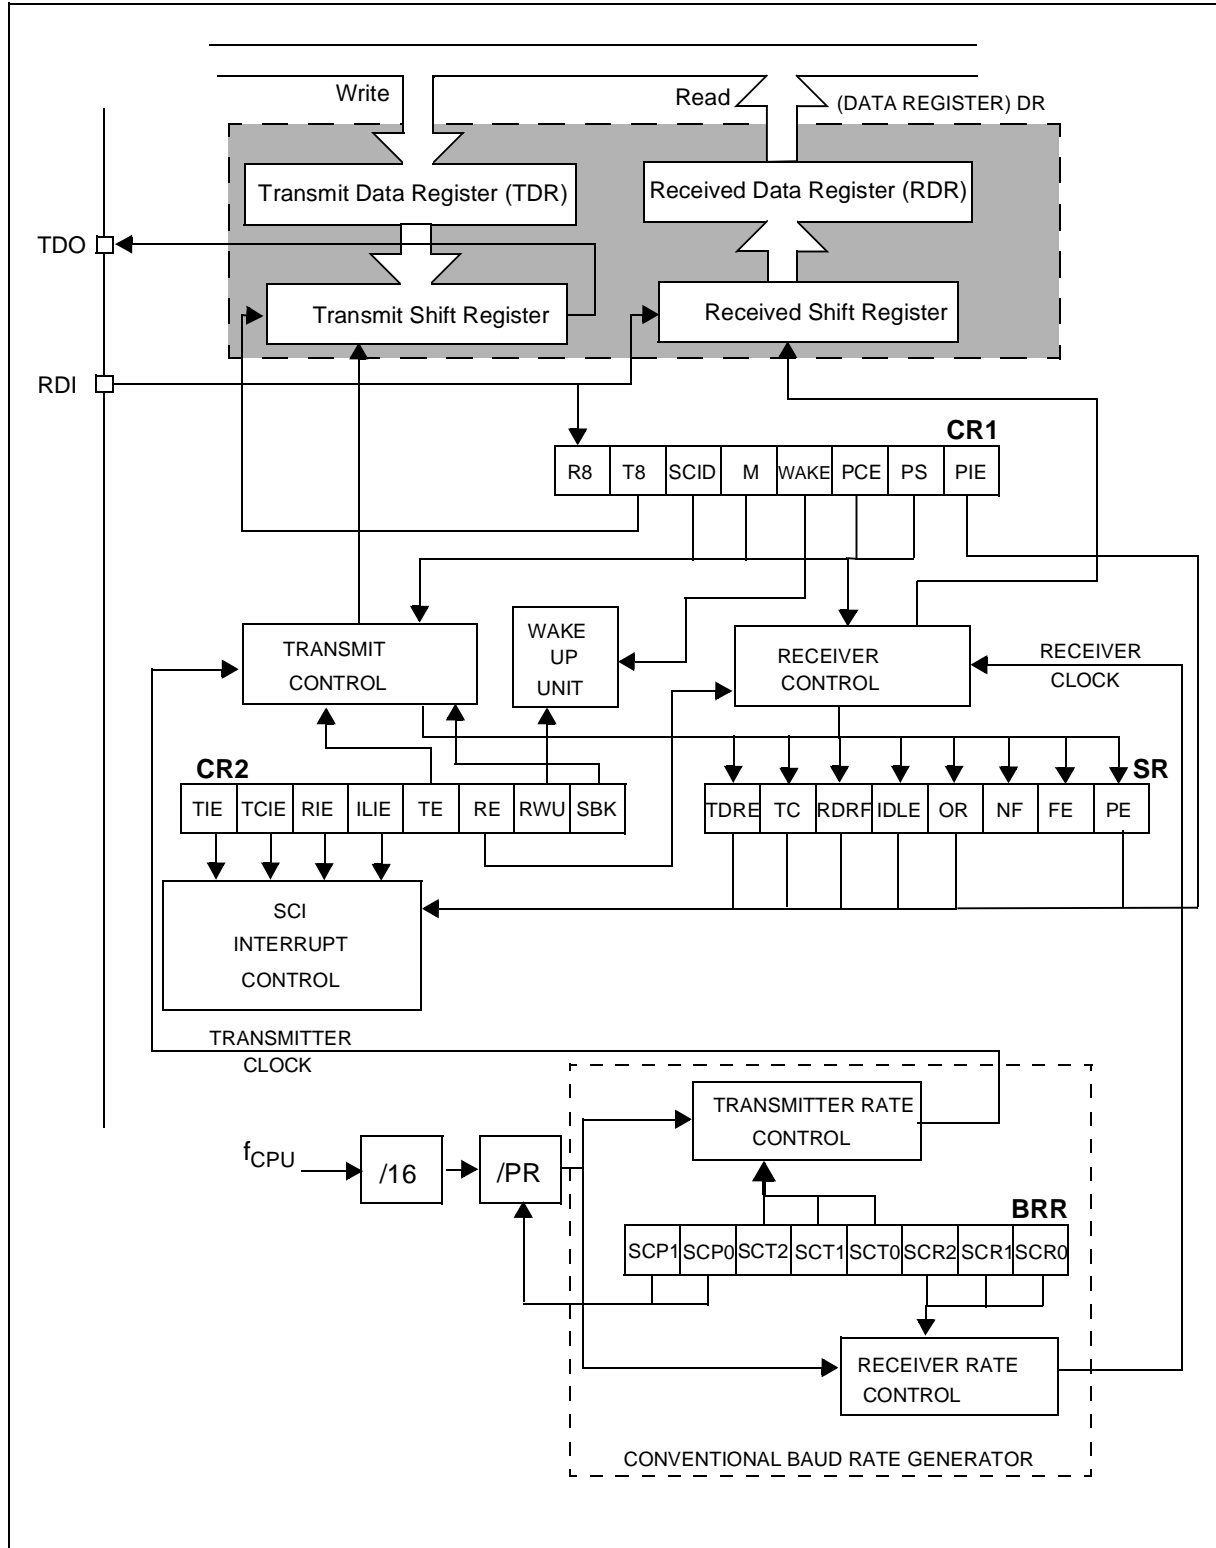 Write
Read
(DATA REGISTER) DR
Transmit Data Register (TDR)
Received Data Register (RDR)
TDO
Transmit Shift Register
Received Shift Register
RDI
CR1
R8 T8 SCID M WAKE PCE PS PIE
TRANSMIT
CONTROL
WAKE
UP
UNIT
RECEIVER
CONTROL
RECEIVER
CLOCK
CR2
SR
TIE TCIE RIE ILIE TE RE RWU SBK
TDRE TC RDRF IDLE OR NF FE PE
SCI
INTERRUPT
CONTROL
TRANSMITTER
CLOCK
TRANSMITTER RATE
CONTROL
fCPU
/16
/PR
BRR
SCP1 SCP0 SCT2 SCT1 SCT0 SCR2 SCR1 SCR0
RECEIVER RATE
CONTROL
CONVENTIONAL BAUD RATE GENERATOR